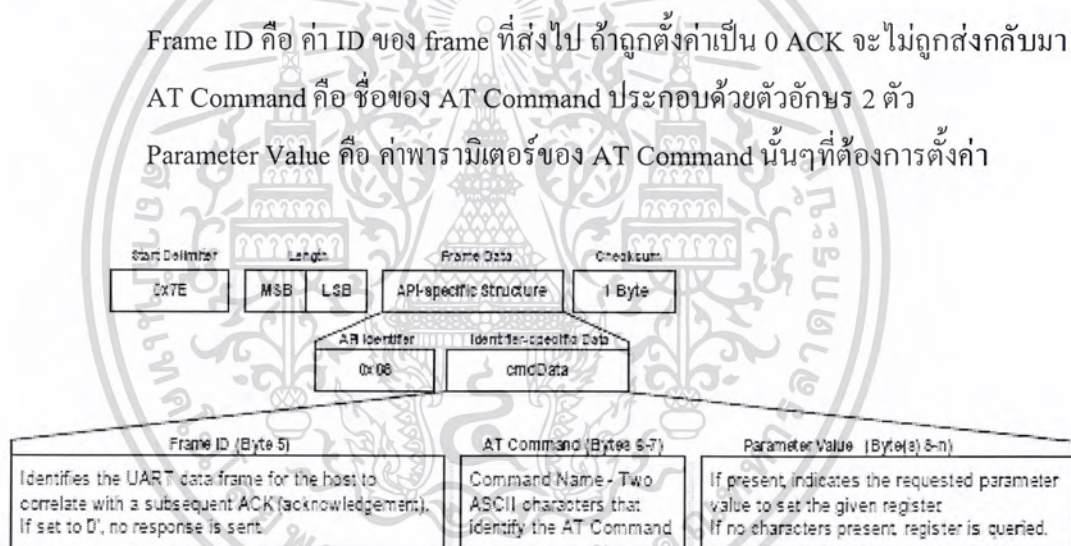 Frame ID คือ ค่า ID ของ frame ที่ส่งไป ถ้าถูกตั้งค่าเป็น 0 ACK จะไม่ถูกส่งกลับมา
AT Command คือ ชื่อของ AT Command ประกอบด้วยตัวอักษร 2 ตัว
Parameter Value คือ ค่าพารามิเตอร์ของ AT Command นั้นๆที่ต้องการตั้งค่า
Start Delimiter Length Frame Data Checksum
0x7E MSB LSB API-specific Structure 1 Byte
API Identifier Identifier-specific Data
0x08 cmdData
Frame ID (Byte 5) AT Command (Bytes 6-7) Parameter Value (Byte(s) 8-n)
Identifies the UART data frame for the host to Command Name - Two If present, indicates the requested parameter
correlate with a subsequent ACK (acknowledgement). ASCII characters that value to set the given register
If set to '0', no response is sent. identify the AT Command If no characters present, register is queried.